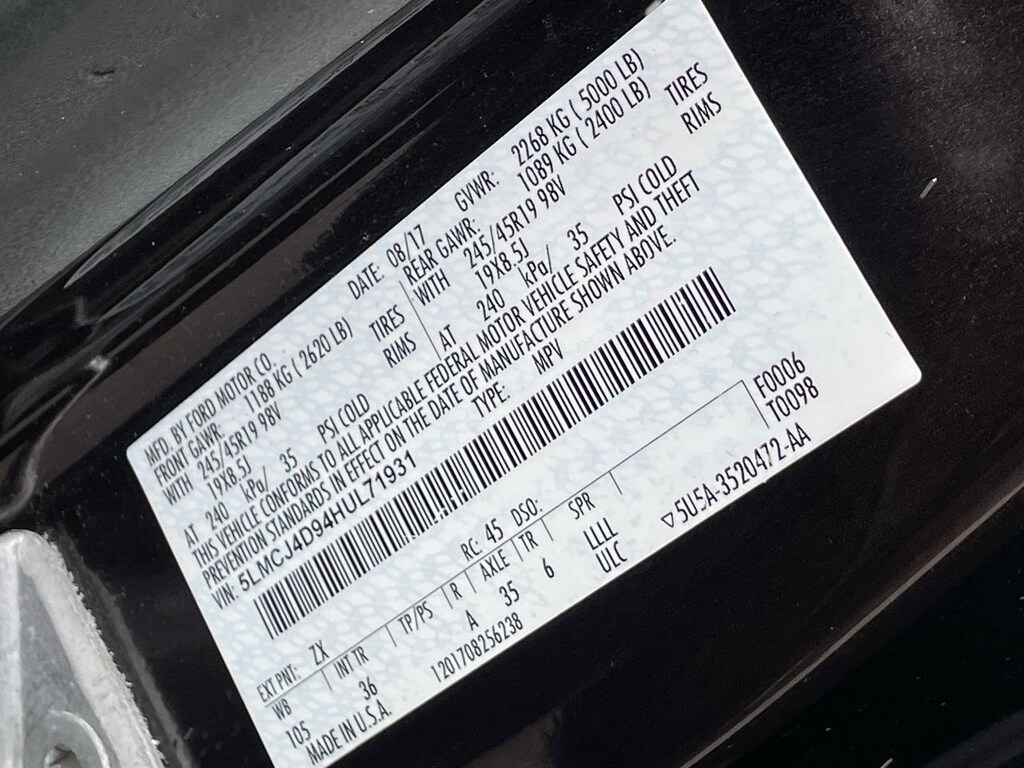 MFD. BY FORD MOTOR CO.
DATE: 08/17 GVWR: 2268 KG ( 5000 LB)
FRONT GAWR: 1188 KG ( 2620 LB) REAR GAWR: 1089 KG ( 2400 LB)
WITH 245/45R19 98V TIRES WITH 245/45R19 98V TIRES
19X8.5J RIMS 19X8.5J RIMS
AT 240 kPa/ 35 PSI COLD AT 240 kPa/ 35 PSI COLD
THIS VEHICLE CONFORMS TO ALL APPLICABLE FEDERAL MOTOR VEHICLE SAFETY AND THEFT
PREVENTION STANDARDS IN EFFECT ON THE DATE OF MANUFACTURE SHOWN ABOVE.
VIN: 5LMCJ4D94HUL71931 TYPE: MPV
F0006
T0098
EXT PNT: ZX RC: 45 DSO:
WB INT TR TP/PS R AXLE TR SPR
105 36 A 35 6 LLLL
ULC
MADE IN U.S.A. 1201708256238
▽5U5A-3520472-AA